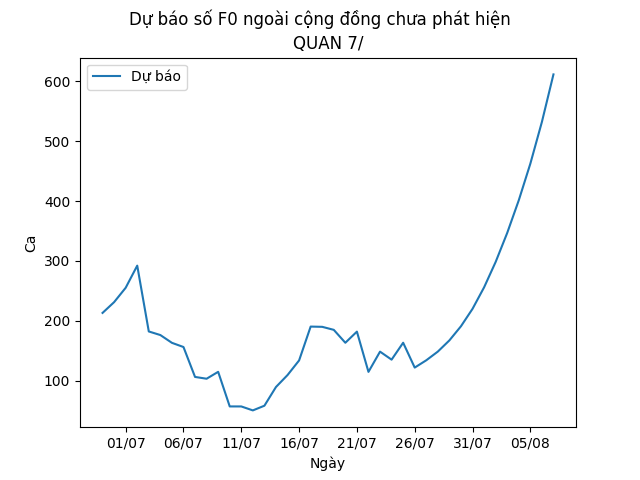 Dự báo số F0 ngoài cộng đồng chưa phát hiện
QUAN 7/
Dự báo
600
500
400
300
200
100
Ca
01/07 06/07 11/07 16/07 21/07 26/07 31/07 05/08
Ngày